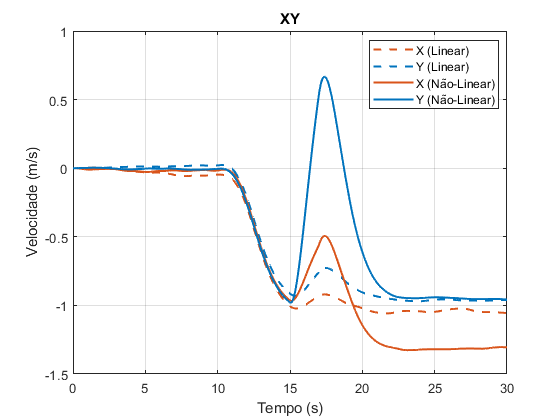 XY
X (Linear)
Y (Linear)
X (Não-Linear)
Y (Não-Linear)
1
0.5
0
-0.5
-1
-1.5
Velocidade (m/s)
0 5 10 15 20 25 30
Tempo (s)